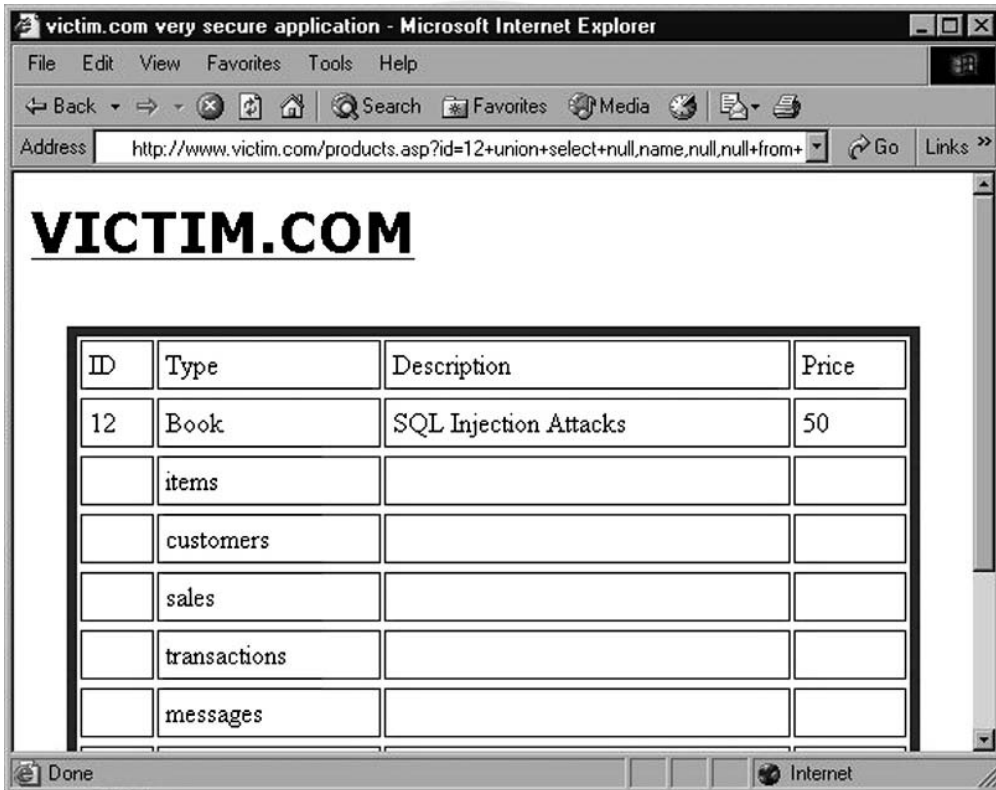 victim.com very secure application - Microsoft Internet Explorer
File Edit View Favorites Tools Help
Back Search Favorites Media
Address http://www.victim.com/products.asp?id=12+union+select+null,name,null,null+from+ Go Links »
VICTIM.COM
ID Type Description Price
12 Book SQL Injection Attacks 50
items
customers
sales
transactions
messages
Done Internet